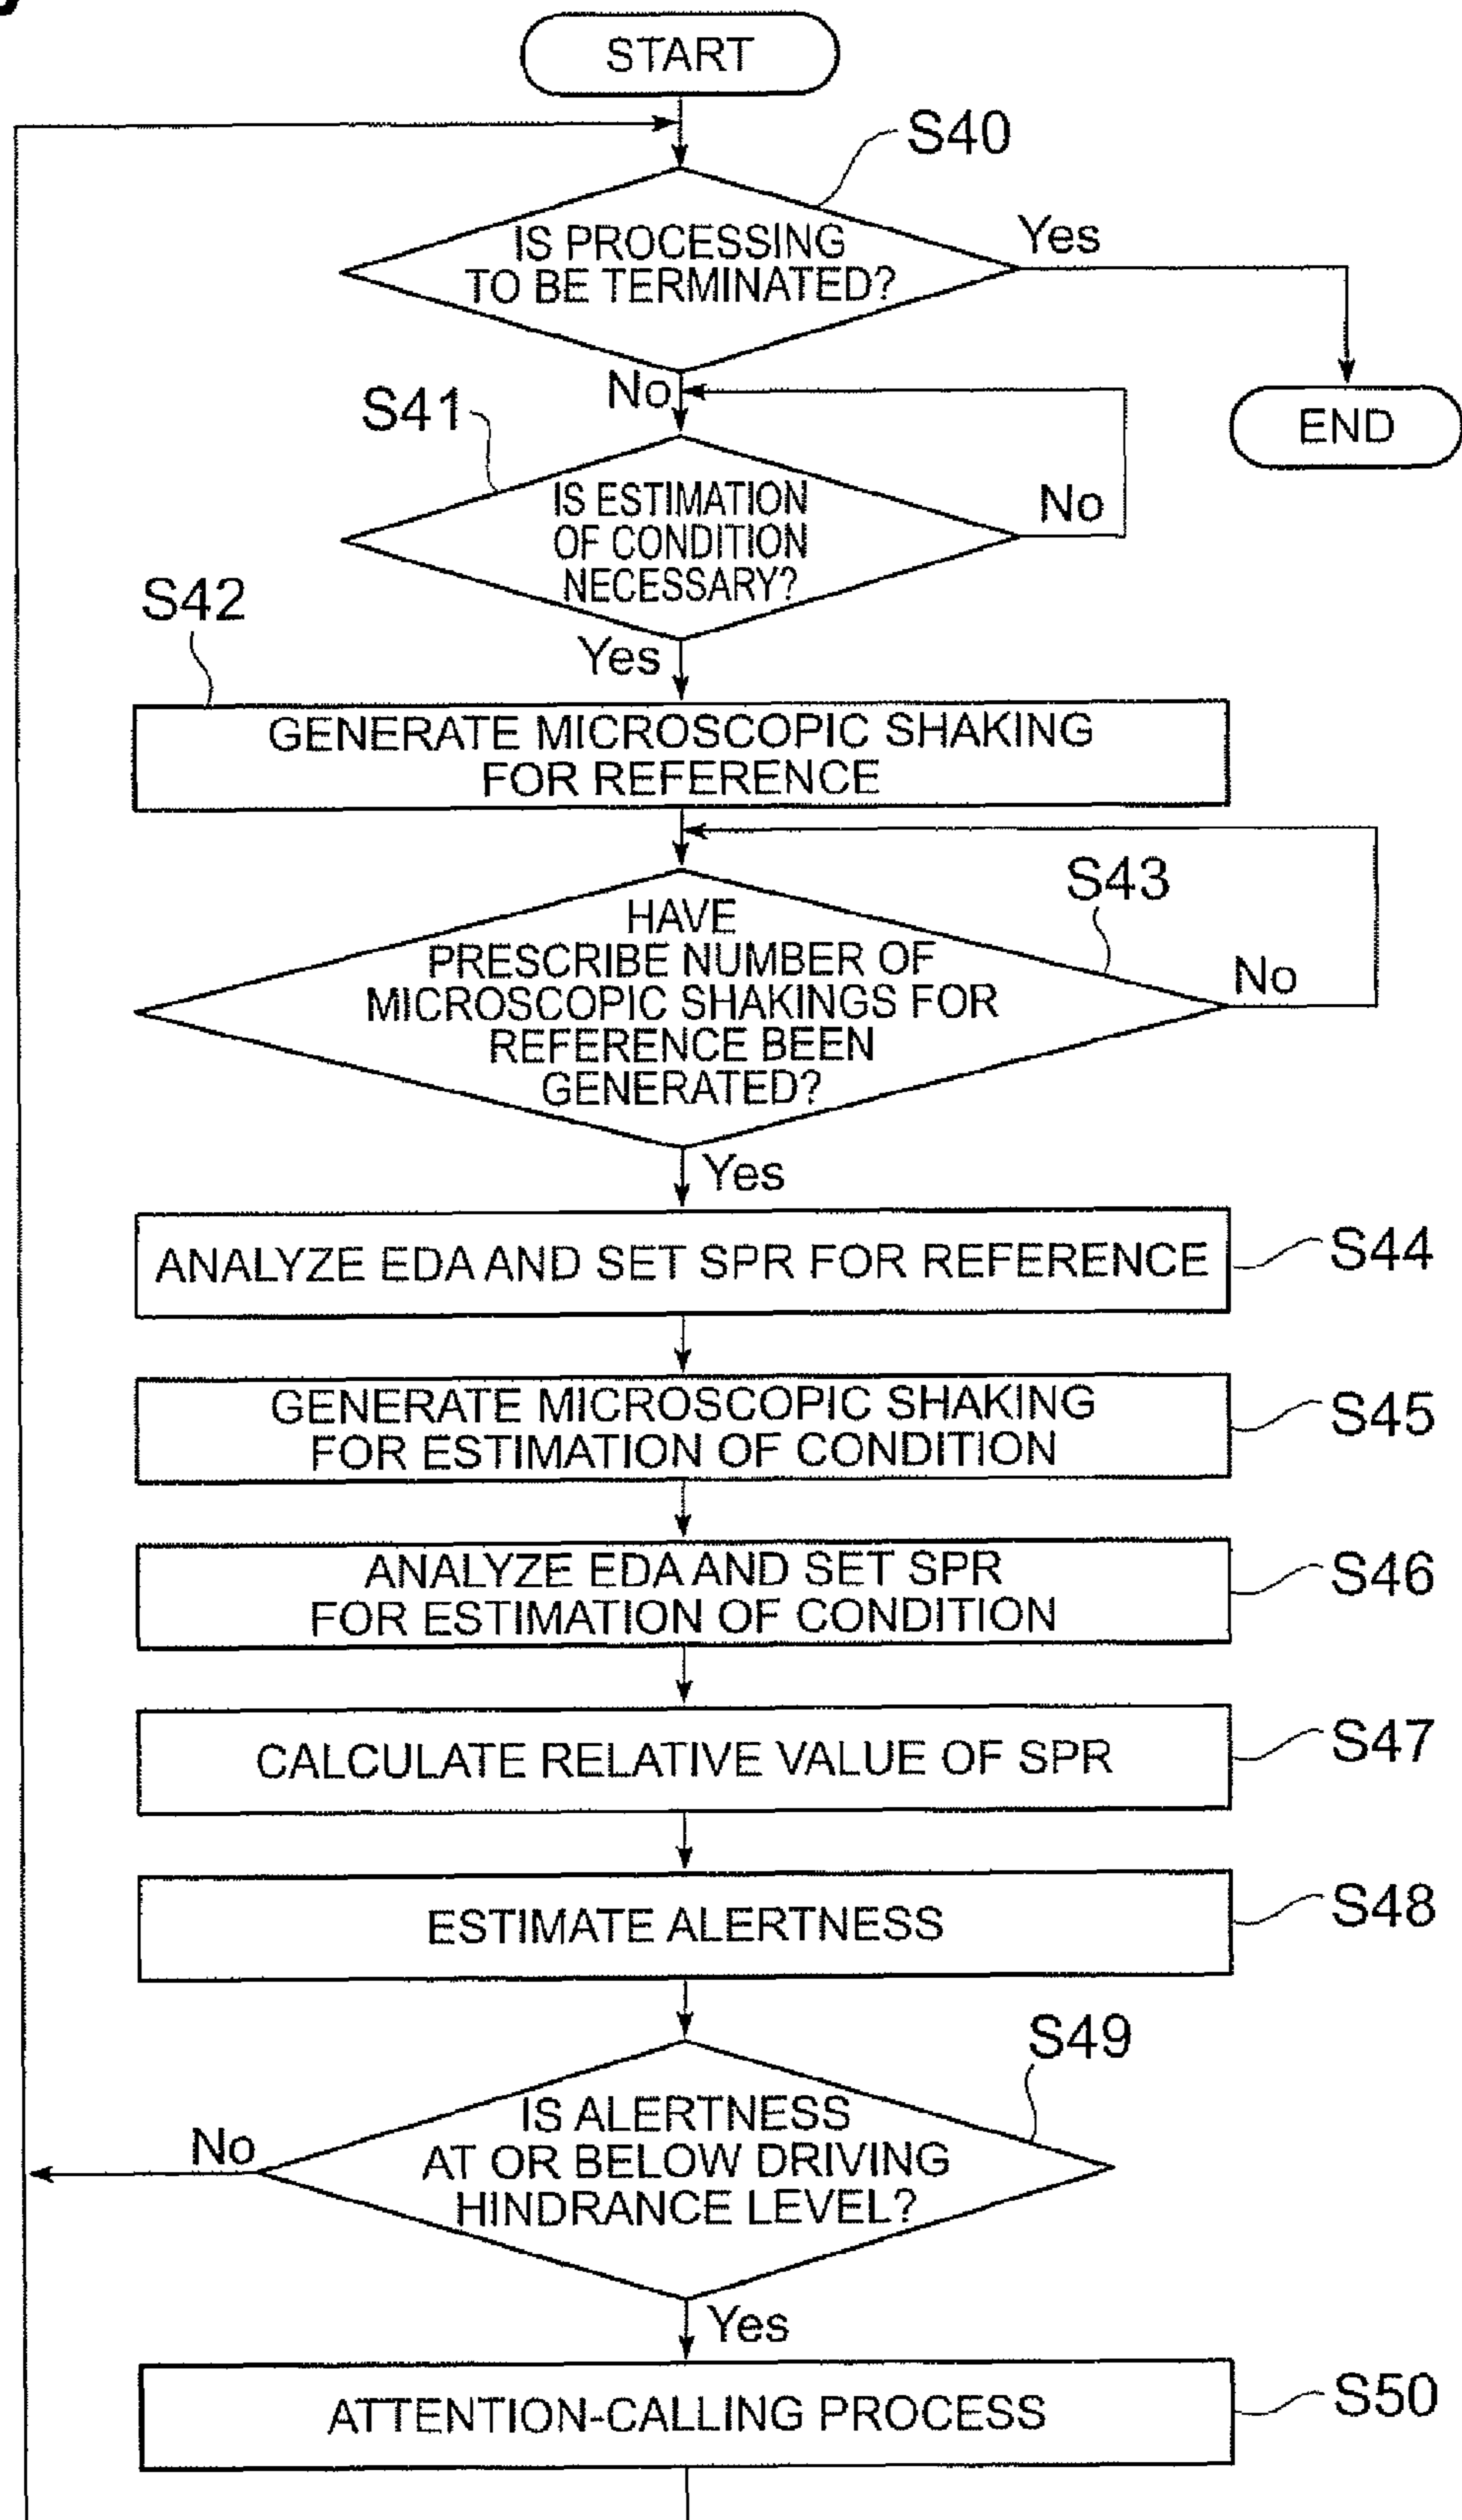 START
S40
IS PROCESSING
TO BE TERMINATED?
Yes
No
END
S41
IS ESTIMATION
OF CONDITION
NECESSARY?
No
Yes
S42
GENERATE MICROSCOPIC SHAKING
FOR REFERENCE
S43
HAVE
PRESCRIBE NUMBER OF
MICROSCOPIC SHAKINGS FOR
REFERENCE BEEN
GENERATED?
No
Yes
ANALYZE EDA AND SET SPR FOR REFERENCE
S44
GENERATE MICROSCOPIC SHAKING
FOR ESTIMATION OF CONDITION
S45
ANALYZE EDA AND SET SPR
FOR ESTIMATION OF CONDITION
S46
CALCULATE RELATIVE VALUE OF SPR
S47
ESTIMATE ALERTNESS
S48
S49
IS ALERTNESS
AT OR BELOW DRIVING
HINDRANCE LEVEL?
No
Yes
ATTENTION-CALLING PROCESS
S50